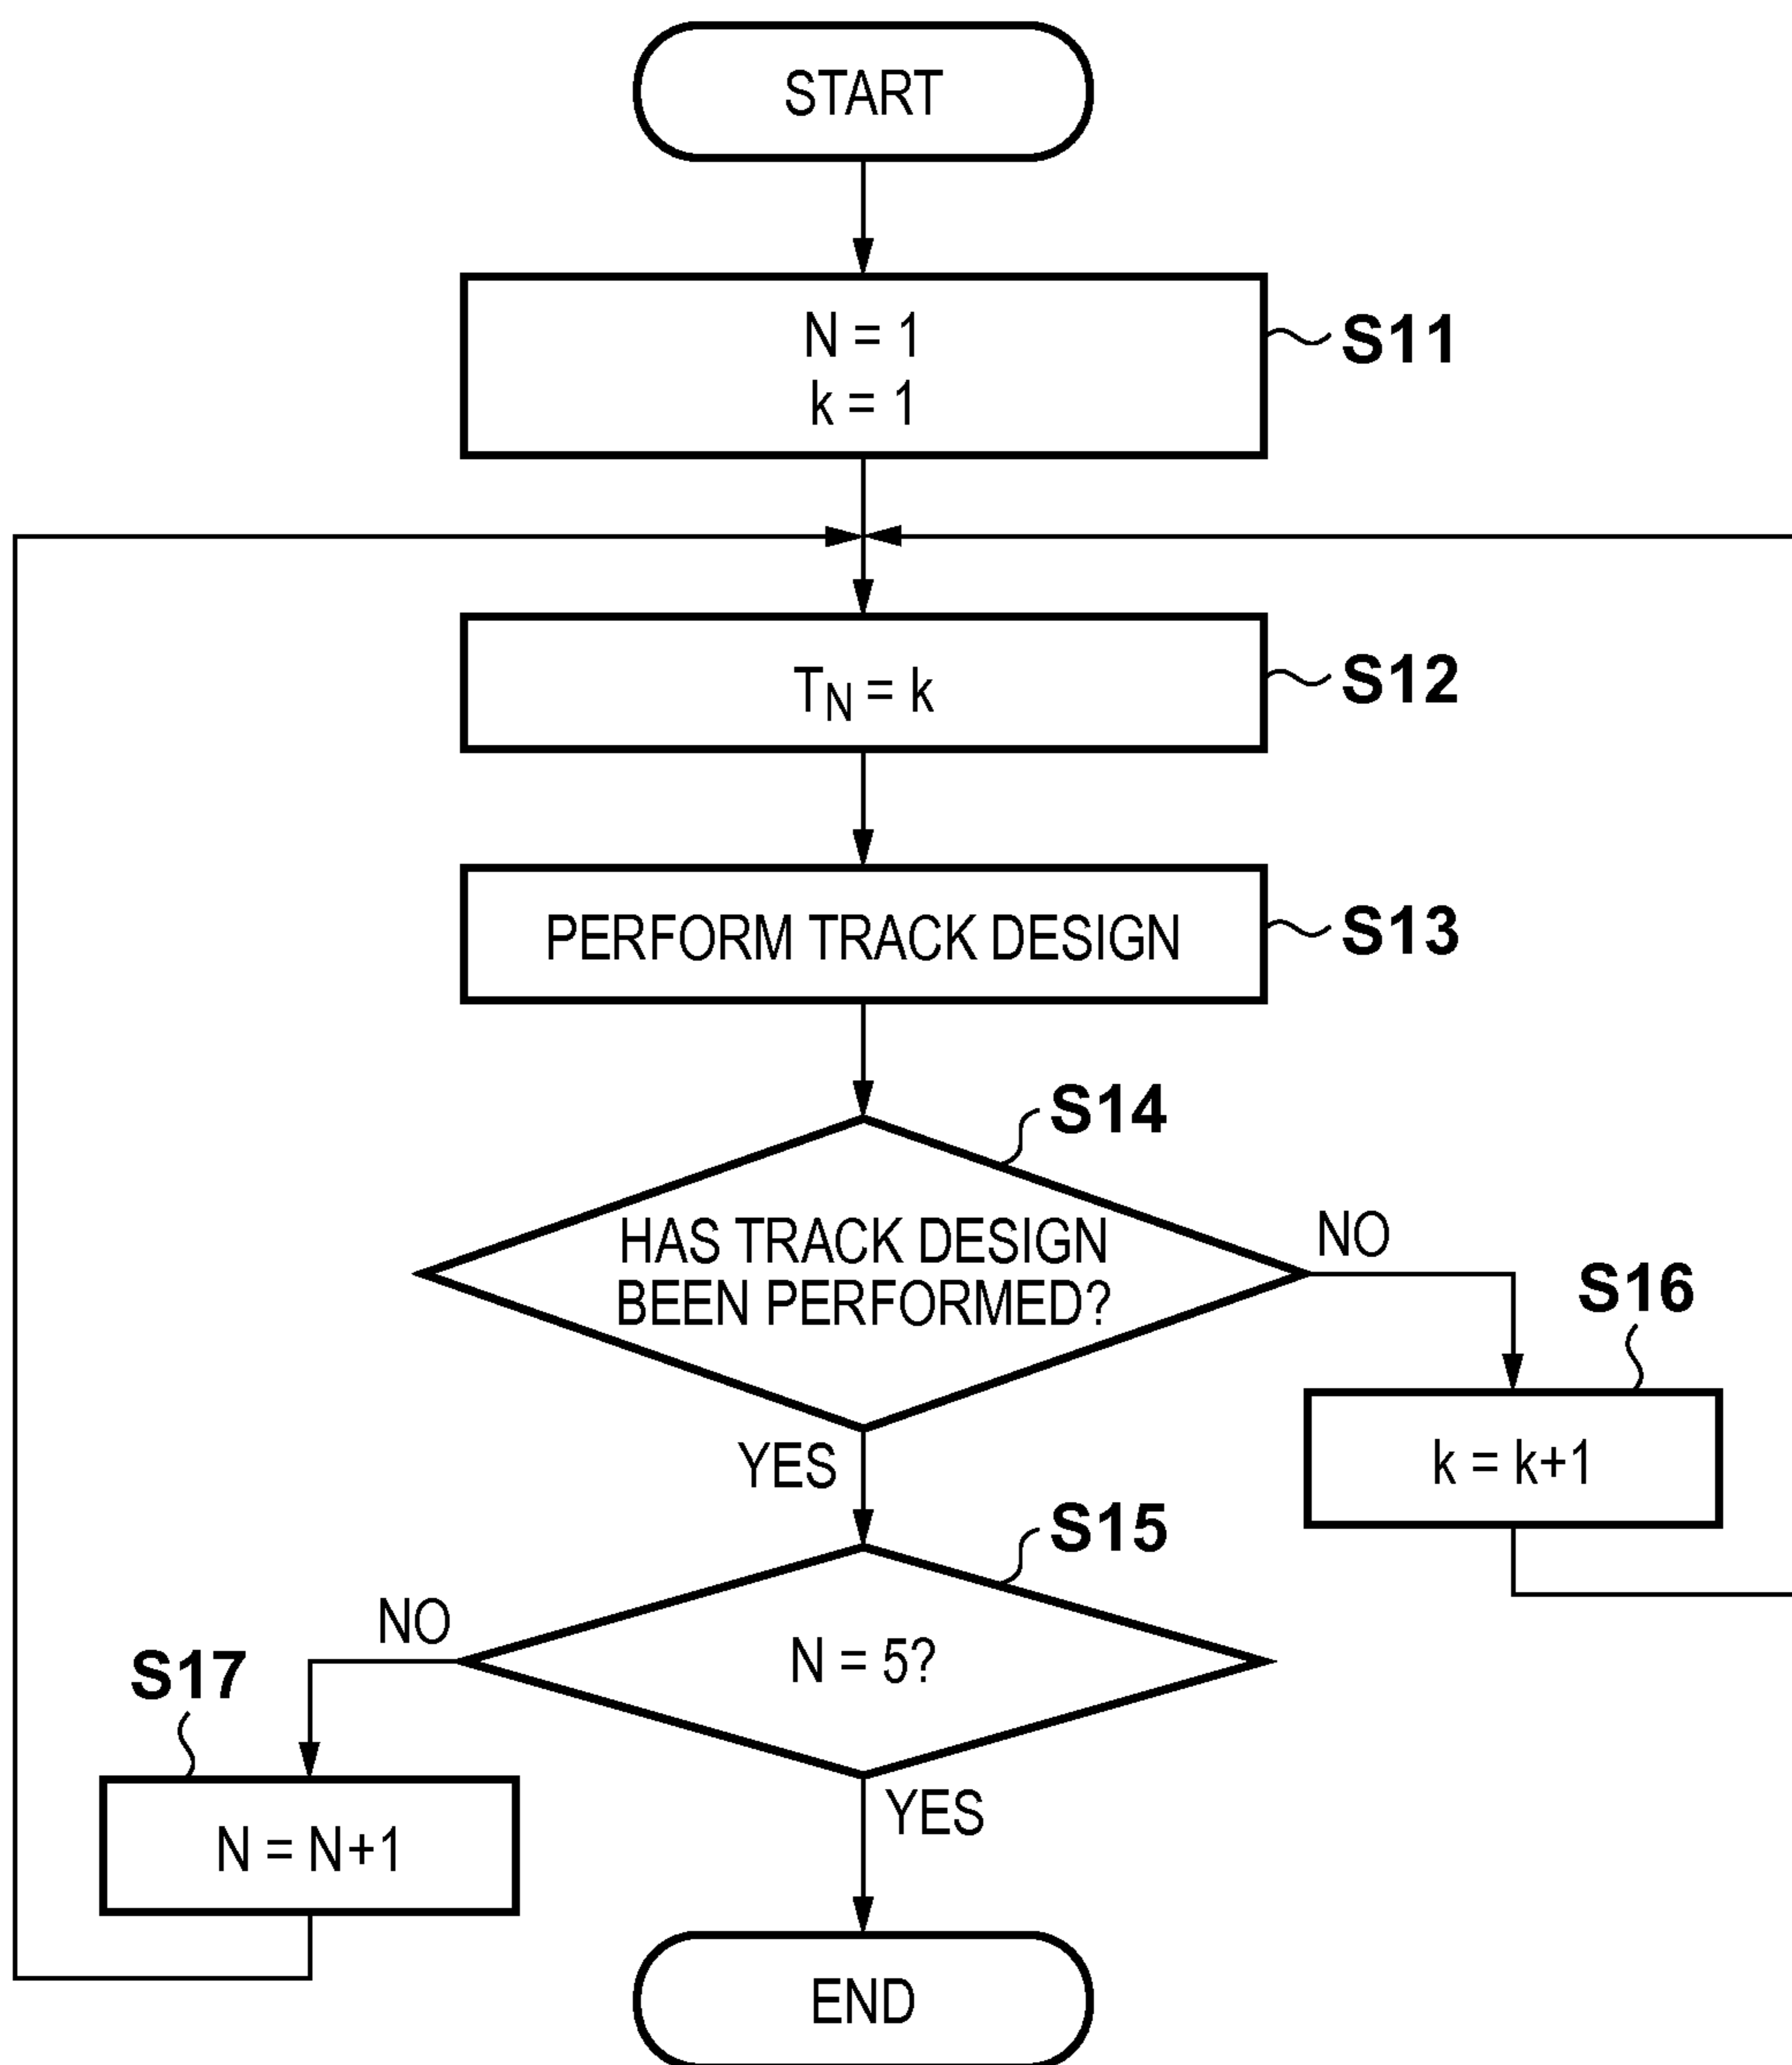 START
N = 1
k = 1
S11
TN = k
S12
PERFORM TRACK DESIGN
S13
S14
HAS TRACK DESIGN
BEEN PERFORMED?
NO
S16
k = k+1
YES
S15
N = 5?
NO
S17
N = N+1
YES
END